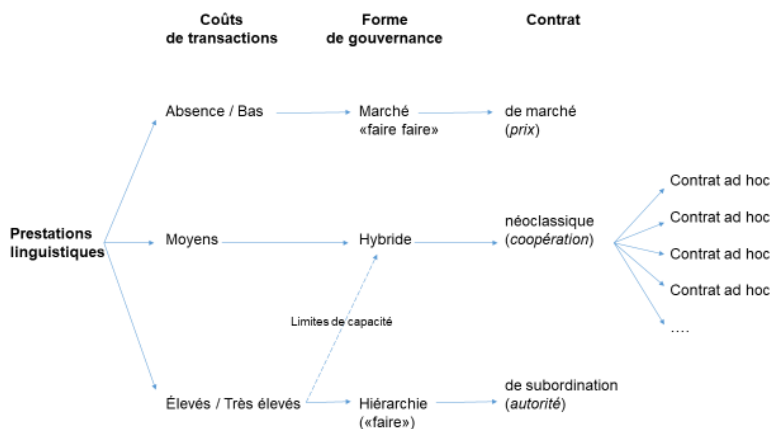 Coûts
de transactions
Forme
de gouvernance
Contrat
Absence / Bas
Marché
«faire faire»
de marché
(prix)
Contrat ad hoc
Contrat ad hoc
Prestations
linguistiques
Moyens
Hybride
néoclassique
(coopération)
Contrat ad hoc
Contrat ad hoc
....
Limites de capacité
Élevés / Très élevés
Hiérarchie
(«faire»)
de subordination
(autorité)